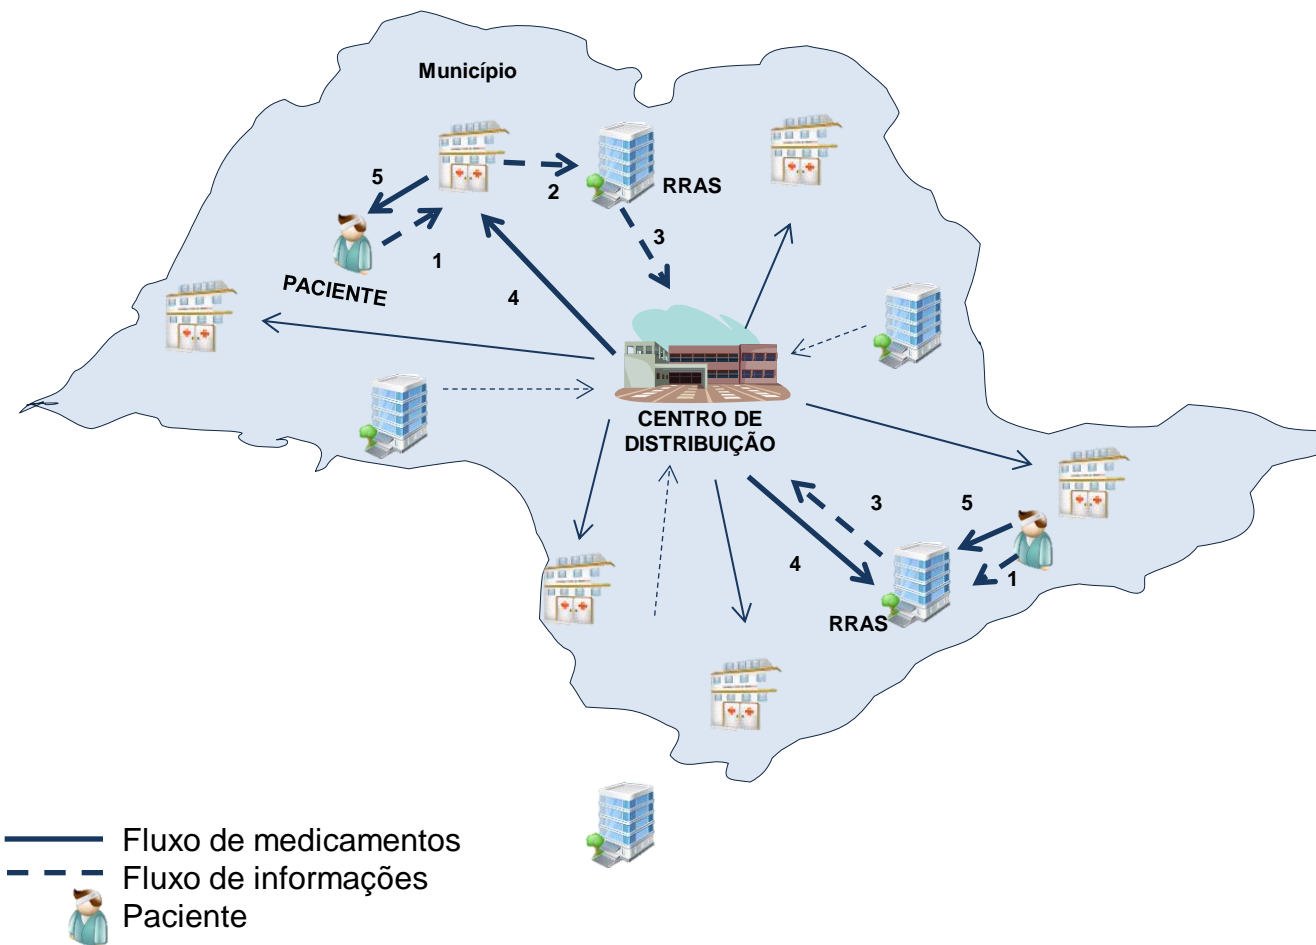 Município
5
2
RRAS
3
1
PACIENTE
4
CENTRO DE
DISTRIBUIÇÃO
3
5
4
1
RRAS
Fluxo de medicamentos
Fluxo de informações
Paciente